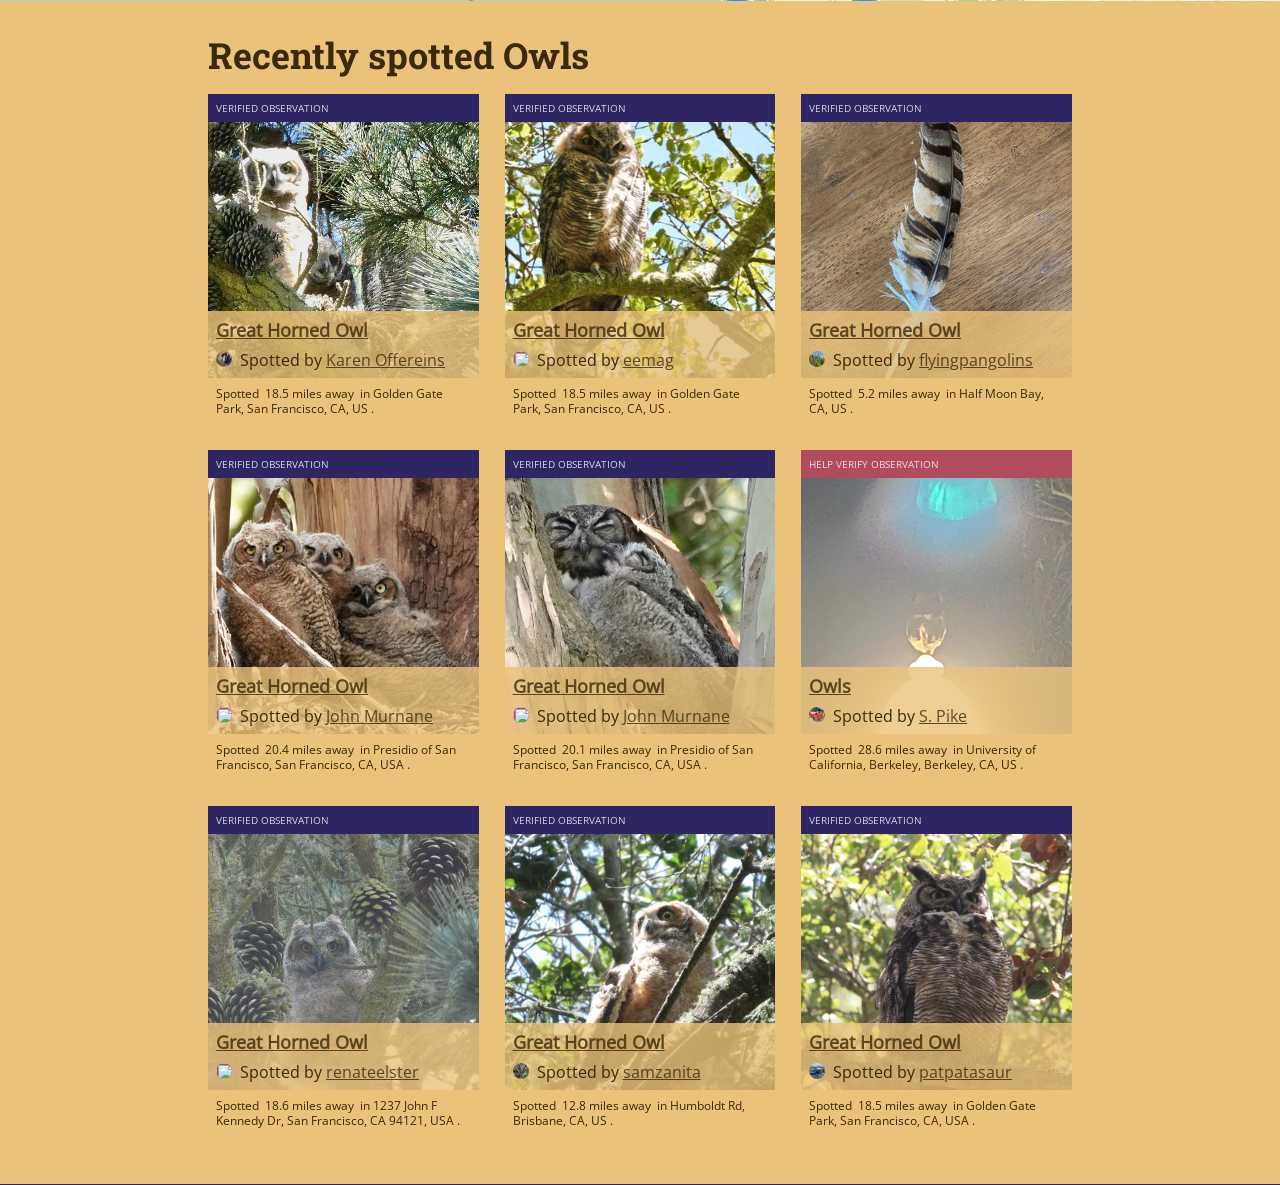 Recently spotted Owls
VERIFIED OBSERVATION
Great Horned Owl
Spotted by Karen Offereins
Spotted 18.5 miles away in Golden Gate
Park, San Francisco, CA, US .
VERIFIED OBSERVATION
Great Horned Owl
Spotted by eemag
Spotted 18.5 miles away in Golden Gate
Park, San Francisco, CA, US .
VERIFIED OBSERVATION
Great Horned Owl
Spotted by flyingpangolins
Spotted 5.2 miles away in Half Moon Bay,
CA, US .
VERIFIED OBSERVATION
Great Horned Owl
Spotted by John Murnane
Spotted 20.4 miles away in Presidio of San
Francisco, San Francisco, CA, USA .
VERIFIED OBSERVATION
Great Horned Owl
Spotted by John Murnane
Spotted 20.1 miles away in Presidio of San
Francisco, San Francisco, CA, USA .
HELP VERIFY OBSERVATION
Owls
Spotted by S. Pike
Spotted 28.6 miles away in University of
California, Berkeley, Berkeley, CA, US .
VERIFIED OBSERVATION
Great Horned Owl
Spotted by renateelster
Spotted 18.6 miles away in 1237 John F
Kennedy Dr, San Francisco, CA 94121, USA .
VERIFIED OBSERVATION
Great Horned Owl
Spotted by samzanita
Spotted 12.8 miles away in Humboldt Rd,
Brisbane, CA, US .
VERIFIED OBSERVATION
Great Horned Owl
Spotted by patpatasaur
Spotted 18.5 miles away in Golden Gate
Park, San Francisco, CA, USA .